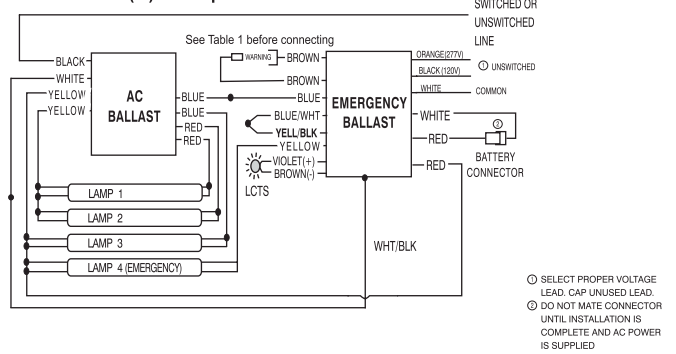 SWITCHED OR
UNSWITCHED
LINE
See Table 1 before connecting
BLACK
WHITE
YELLOW
YELLOW
AC
BALLAST
BLUE
BLUE
RED
RED
WARNING
BROWN
BROWN
BLUE
BLUE/WHT
YELL/BLK
YELLOW
VIOLET(+)
BROWN(-)
LCTS
EMERGENCY
BALLAST
ORANGE(277V)
BLACK (120V)
① UNSWITCHED
WHITE
COMMON
WHITE
RED
②
BATTERY
CONNECTOR
RED
LAMP 1
LAMP 2
LAMP 3
LAMP 4 (EMERGENCY)
WHT/BLK
① SELECT PROPER VOLTAGE
LEAD. CAP UNUSED LEAD.
② DO NOT MATE CONNECTOR
UNTIL INSTALLATION IS
COMPLETE AND AC POWER
IS SUPPLIED